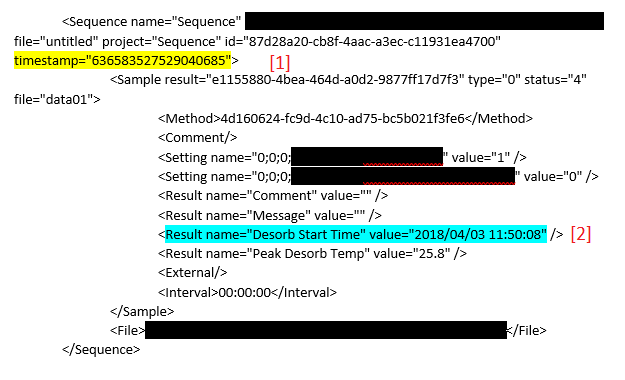 <Sequence name="Sequence"
file="untitled" project="Sequence" id="87d28a20-cb8f-4aac-a3ec-c11931ea4700"
timestamp="636583527529040685"> [1]
<Sample result="e1155880-4bea-464d-a0d2-9877ff17d7f3" type="0" status="4"
file="data01">
<Method>4d160624-fc9d-4c10-ad75-bc5b021f3fe6</Method>
<Comment/>
<Setting name="0;0;0; " value="1" />
<Setting name="0;0;0; " value="0" />
<Result name="Comment" value="" />
<Result name="Message" value="" />
<Result name="Desorb Start Time" value="2018/04/03 11:50:08" /> [2]
<Result name="Peak Desorb Temp" value="25.8" />
<External/>
<Interval>00:00:00</Interval>
</Sample>
<File> </File>
</Sequence>